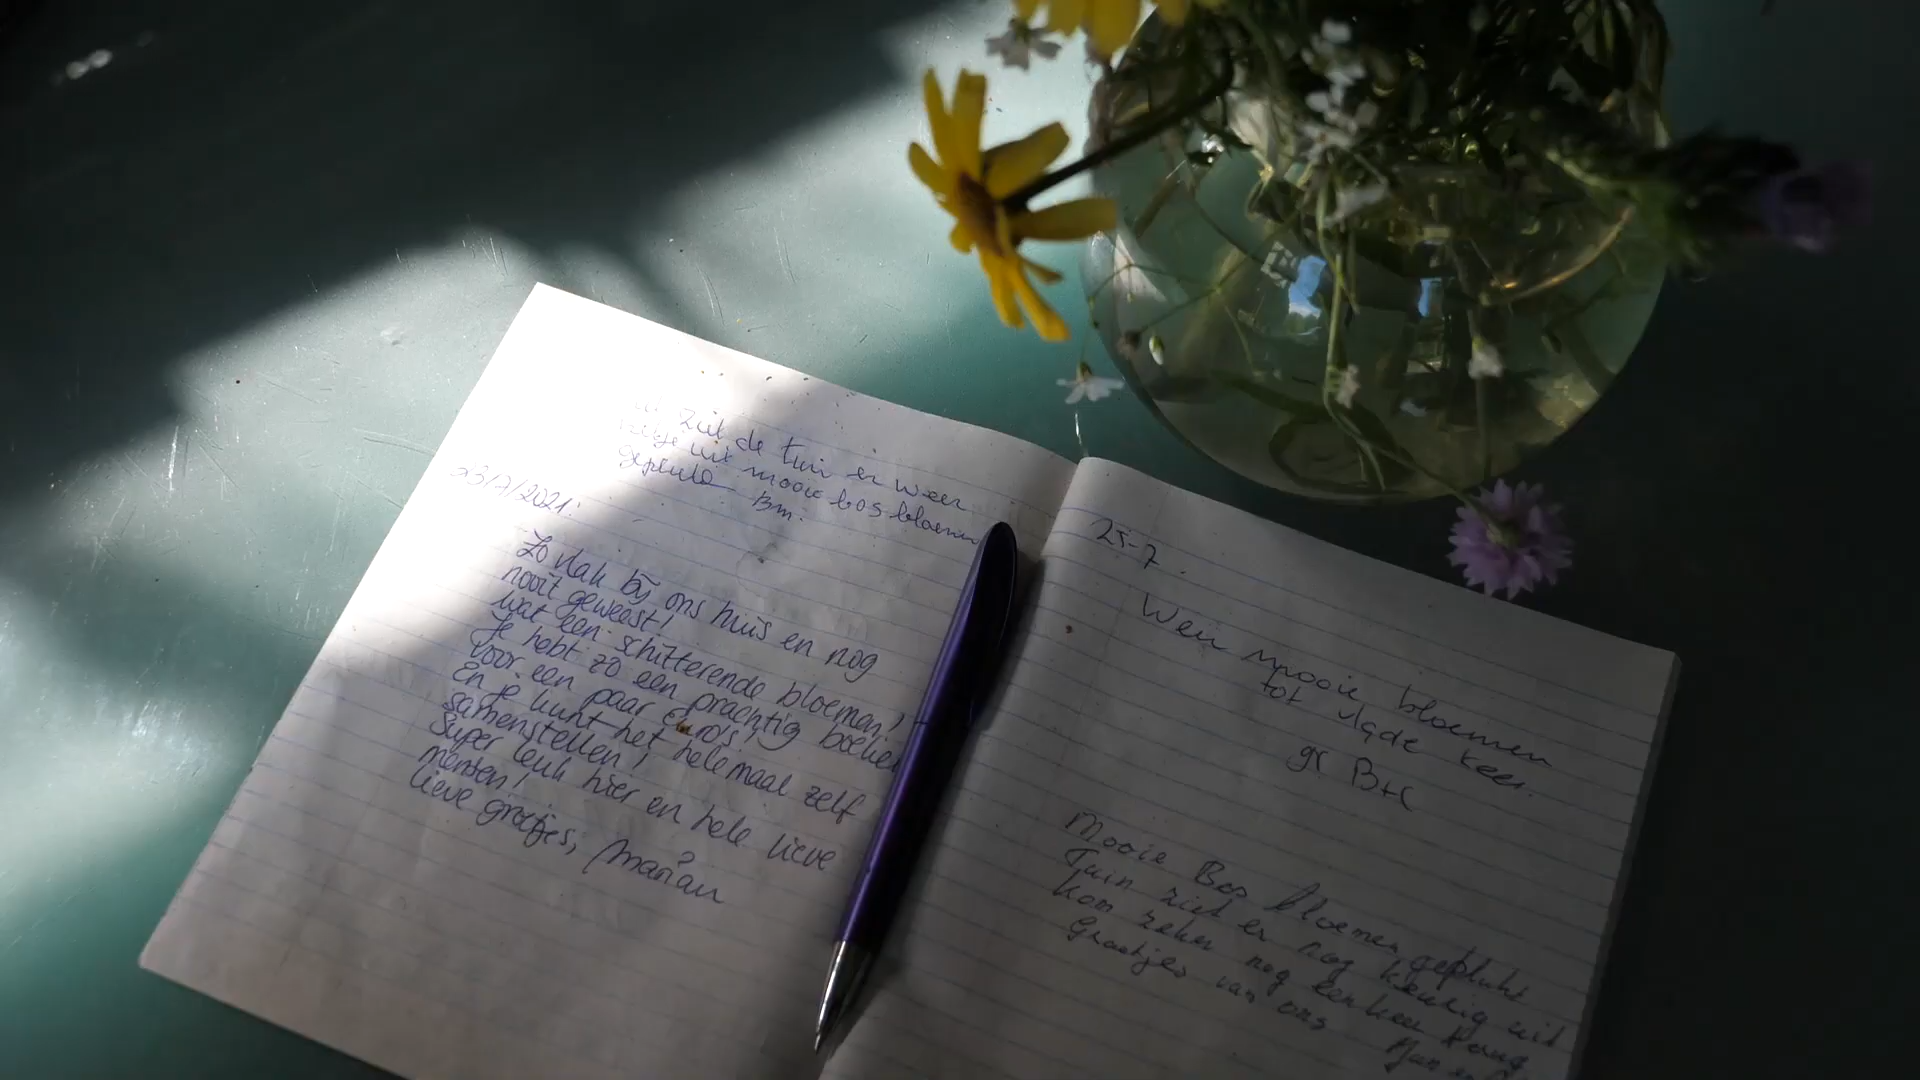 ziet de tuin er weer
uit mooie bos bloemen
geplukt
Bm.
23/7/2021:
Zo vlak bij ons huis en nog
nooit geweest!
Wat een schitterende bloemen!
Je hebt zo een prachtig boeket
voor een paar Euro's.
En je kunt het helemaal zelf
samenstellen!
Super leuk hier en hele lieve
mensen!
Lieve groetjes, Marian
25-7.
Weer mooie bloemen
tot vlgde keer.
gr B+C
Mooie Bos bloemen geplukt
Tuin ziet er nog kleurig uit
Kom zeker nog een keer terug
Groetjes van ons